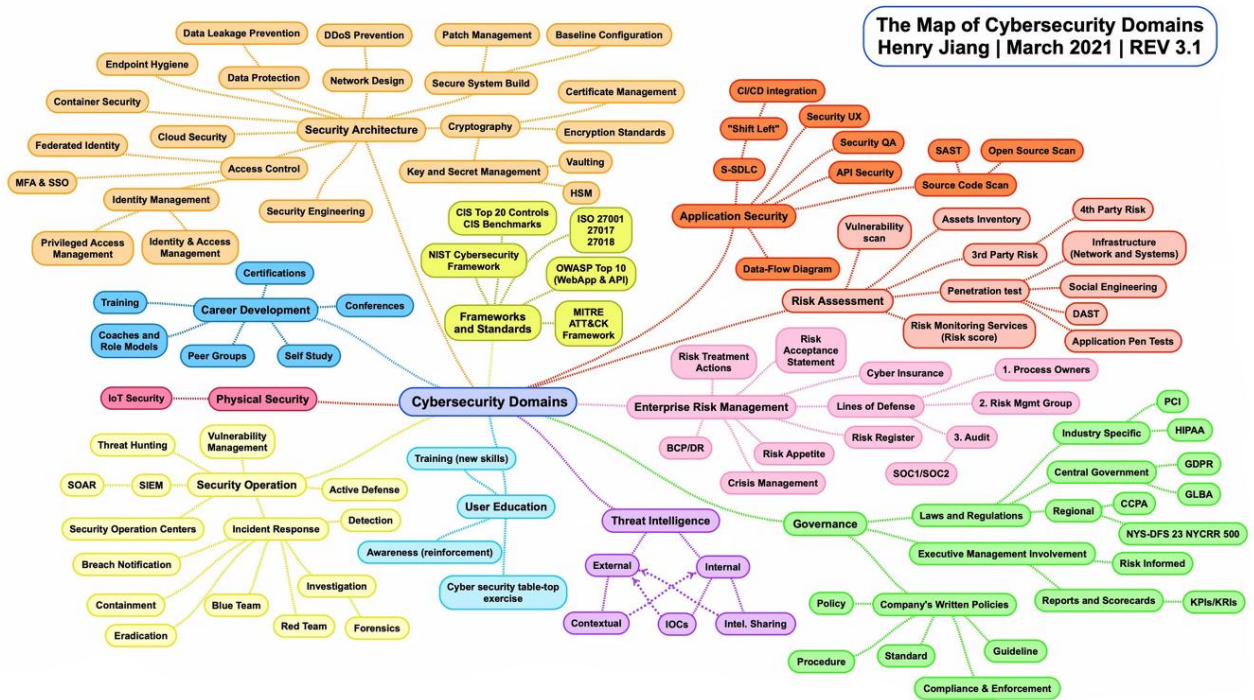 The Map of Cybersecurity Domains
Henry Jiang | March 2021 | REV 3.1
Cybersecurity Domains
Security Architecture
Data Leakage Prevention
DDoS Prevention
Patch Management
Baseline Configuration
Endpoint Hygiene
Data Protection
Network Design
Secure System Build
Container Security
Certificate Management
Cloud Security
Cryptography
Encryption Standards
Federated Identity
Access Control
Key and Secret Management
Vaulting
HSM
MFA & SSO
Identity Management
Security Engineering
Privileged Access
Management
Identity & Access
Management
CIS Top 20 Controls
CIS Benchmarks
ISO 27001
27017
27018
NIST Cybersecurity
Framework
OWASP Top 10
(WebApp & API)
Frameworks
and Standards
MITRE
ATT&CK
Framework
CI/CD integration
"Shift Left"
Security UX
Security QA
S-SDLC
API Security
SAST
Open Source Scan
Source Code Scan
Application Security
Data-Flow Diagram
Vulnerability
scan
Assets Inventory
4th Party Risk
3rd Party Risk
Infrastructure
(Network and Systems)
Risk Assessment
Penetration test
Social Engineering
DAST
Risk Monitoring Services
(Risk score)
Application Pen Tests
Certifications
Training
Career Development
Conferences
Coaches and
Role Models
Peer Groups
Self Study
IoT Security
Physical Security
Risk Treatment
Actions
Risk
Acceptance
Statement
Cyber Insurance
1. Process Owners
Enterprise Risk Management
Lines of Defense
2. Risk Mgmt Group
BCP/DR
Risk Appetite
Risk Register
3. Audit
Crisis Management
SOC1/SOC2
Threat Hunting
Vulnerability
Management
SOAR
SIEM
Security Operation
Active Defense
Security Operation Centers
Incident Response
Detection
Breach Notification
Investigation
Containment
Blue Team
Eradication
Red Team
Forensics
Training (new skills)
User Education
Awareness (reinforcement)
Cyber security table-top
exercise
Threat Intelligence
External
Internal
Contextual
IOCs
Intel. Sharing
PCI
Industry Specific
HIPAA
Central Government
GDPR
GLBA
Governance
Laws and Regulations
Regional
CCPA
NYS-DFS 23 NYCRR 500
Executive Management Involvement
Risk Informed
Reports and Scorecards
KPIs/KRIs
Policy
Company's Written Policies
Procedure
Standard
Guideline
Compliance & Enforcement